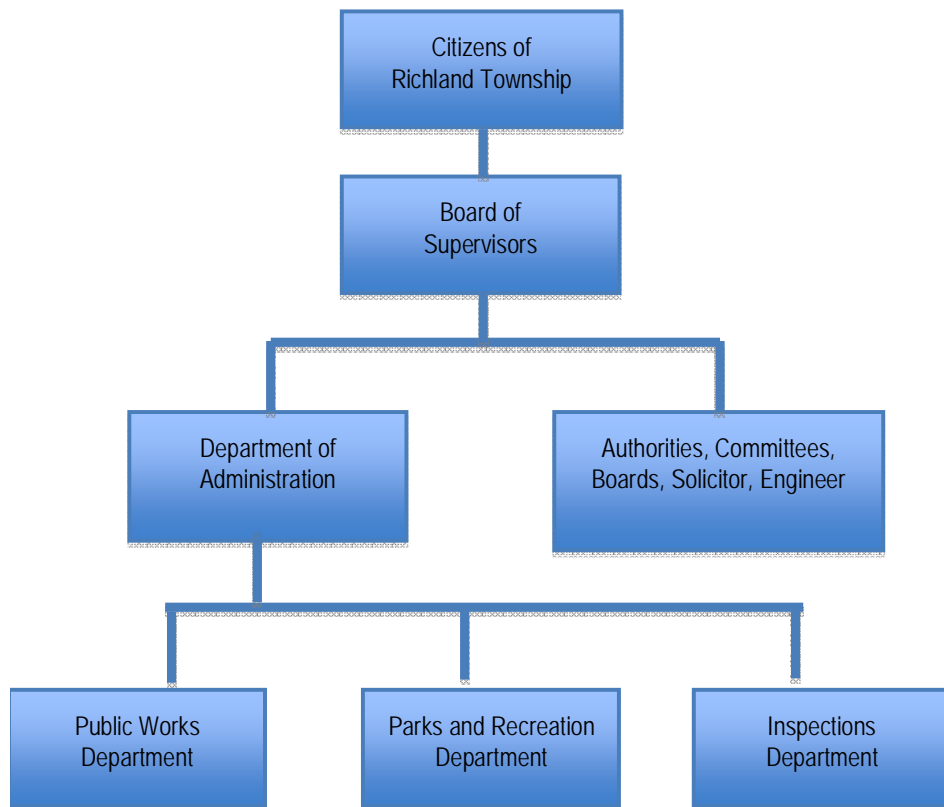 Citizens of
Richland Township
Board of
Supervisors
Department of
Administration
Authorities, Committees,
Boards, Solicitor, Engineer
Public Works
Department
Parks and Recreation
Department
Inspections
Department